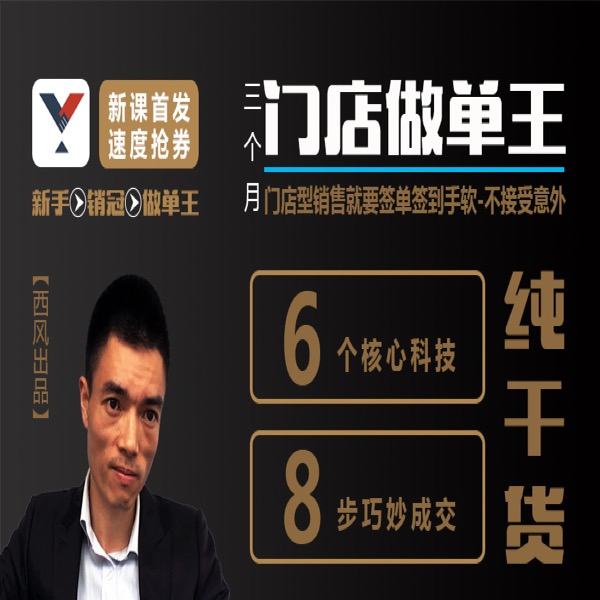 新课首发
速度抢券
新手>销冠>做单王
三个月
门店做单王
门店型销售就要签单签到手软-不接受意外
【西风出品】
6个核心科技
8步巧妙成交
纯干货